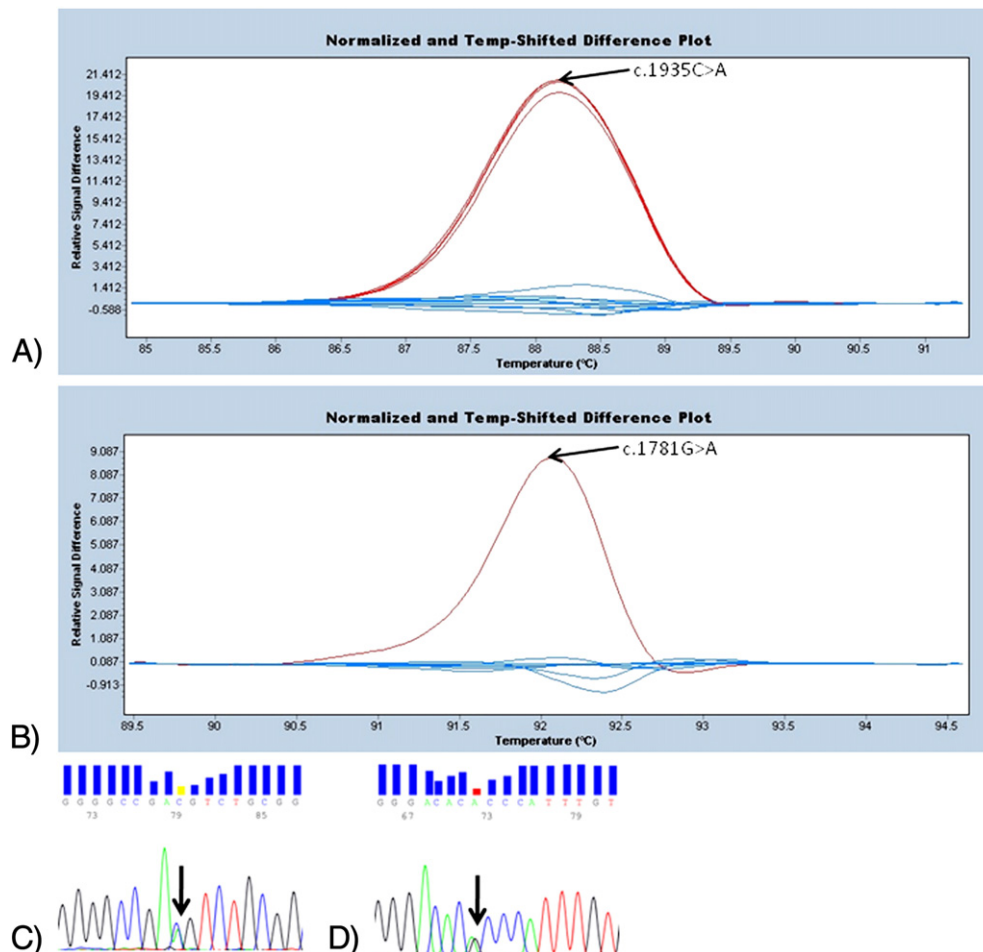 Normalized and Temp-Shifted Difference Plot
c.1935C>A
Relative Signal Difference
21.412
19.412
17.412
15.412
13.412
11.412
9.412
7.412
5.412
3.412
1.412
-0.588
85 85.5 86 86.5 87 87.5 88 88.5 89 89.5 90 90.5 91
Temperature (°C)
A)
Normalized and Temp-Shifted Difference Plot
c.1781G>A
Relative Signal Difference
9.087
8.087
7.087
6.087
5.087
4.087
3.087
2.087
1.087
0.087
-0.913
89.5 90 90.5 91 91.5 92 92.5 93 93.5 94 94.5
Temperature (°C)
B)
G G G G C C G A C G T C T G C G G
73 79 85
G G G A C A C A C C C A T T T G T
67 73 79
C)
D)